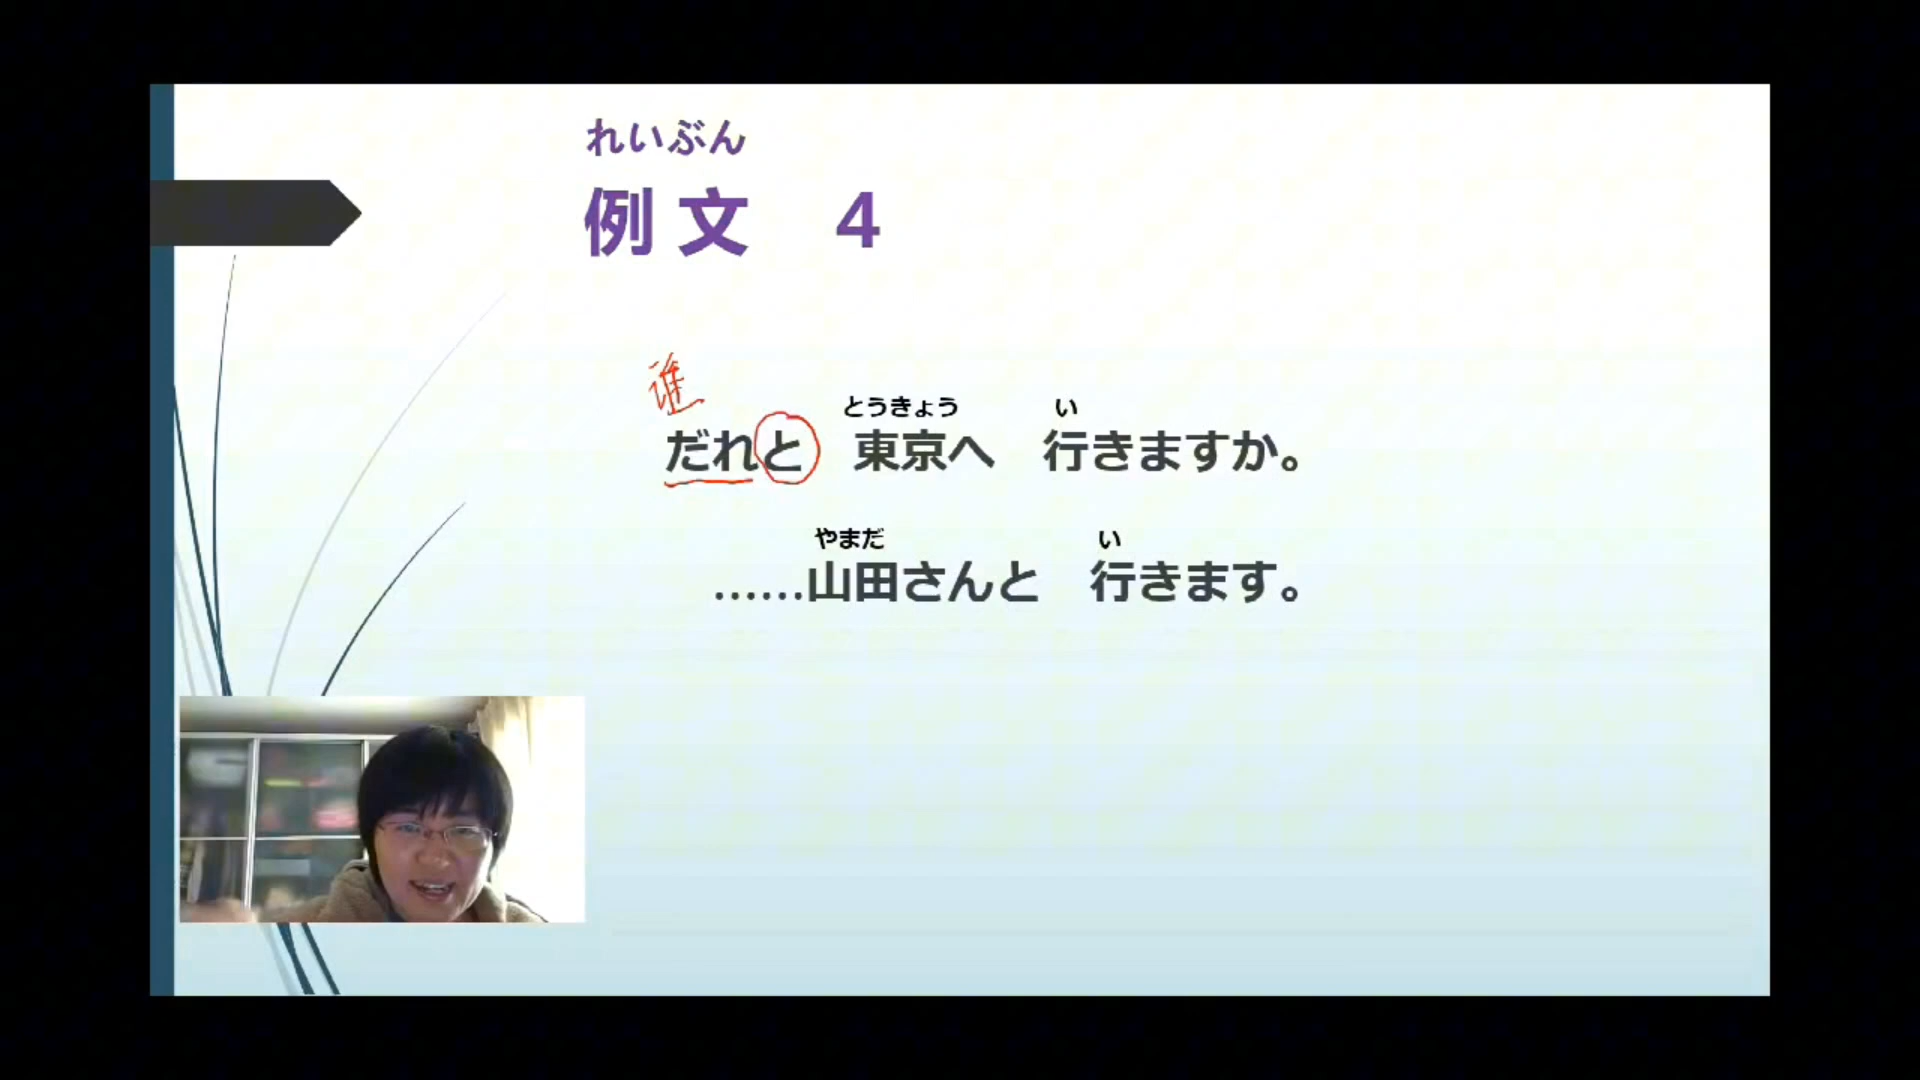 れいぶん
例文 4
誰
とうきょう い
だれと 東京へ 行きますか。
やまだ い
……山田さんと 行きます。